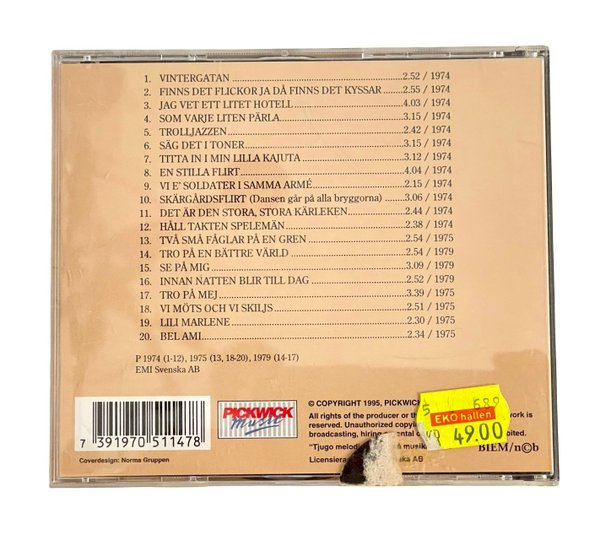 1. VINTERGATAN 2.52 / 1974
2. FINNS DET FLICKOR JA DÅ FINNS DET KYSSAR 2.55 / 1974
3. JAG VET ETT LITET HOTELL 4.03 / 1974
4. SOM VARJE LITEN PÄRLA 3.15 / 1974
5. TROLLJAZZEN 2.42 / 1974
6. SÄG DET I TONER 3.15 / 1974
7. TITTA IN I MIN LILLA KAJUTA 3.12 / 1974
8. EN STILLA FLIRT 4.04 / 1974
9. VI E' SOLDATER I SAMMA ARMÉ 2.15 / 1974
10. SKÄRGÅRDSFLIRT (Dansen går på alla bryggorna) 3.06 / 1974
11. DET ÄR DEN STORA, STORA KÄRLEKEN 2.44 / 1974
12. HÅLL TAKTEN SPELEMÄN 2.38 / 1974
13. TVÅ SMÅ FÅGLAR PÅ EN GREN 2.54 / 1975
14. TRO PÅ EN BÄTTRE VÄRLD 2.54 / 1979
15. SE PÅ MIG 3.09 / 1979
16. INNAN NATTEN BLIR TILL DAG 2.52 / 1979
17. TRO PÅ MEJ 3.39 / 1975
18. VI MÖTS OCH VI SKILJS 2.51 / 1975
19. LILI MARLENE 2.30 / 1975
20. BEL AMI 2.34 / 1975
P 1974 (1-12), 1975 (13, 18-20), 1979 (14-17)
EMI Svenska AB
7 391970 511478
PICKWICK
Music
© COPYRIGHT 1995, PICKWICK
All rights of the producer or the work is
reserved. Unauthorized copying
broadcasting, hiring
"Tjugo melodi
Licensiera ska AB
BIEM/n©b
EKO hallen
49.00
Coverdesign: Norma Gruppen